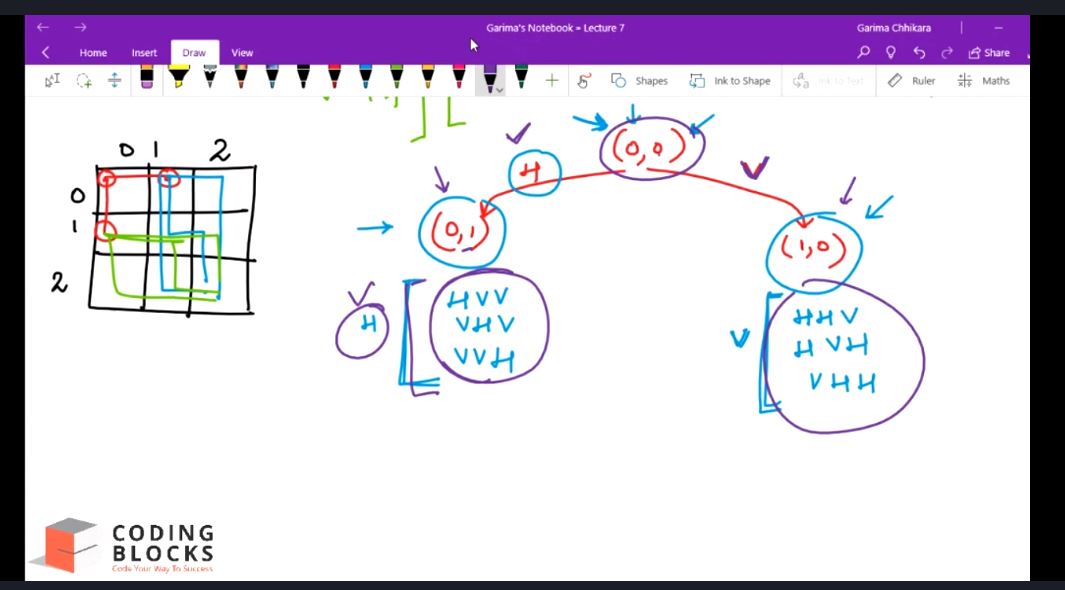 Garima's Notebook » Lecture 7
Garima Chhikara
Home Insert Draw View
Share
Shapes Ink to Shape Ink to Text Ruler Maths
0 1 2
0
1
2
(0,0)
H V
(0,1) (1,0)
H
HVV
VHV
VVH
V
HHV
HVH
VHH
CODING
BLOCKS
Code Your Way To Success